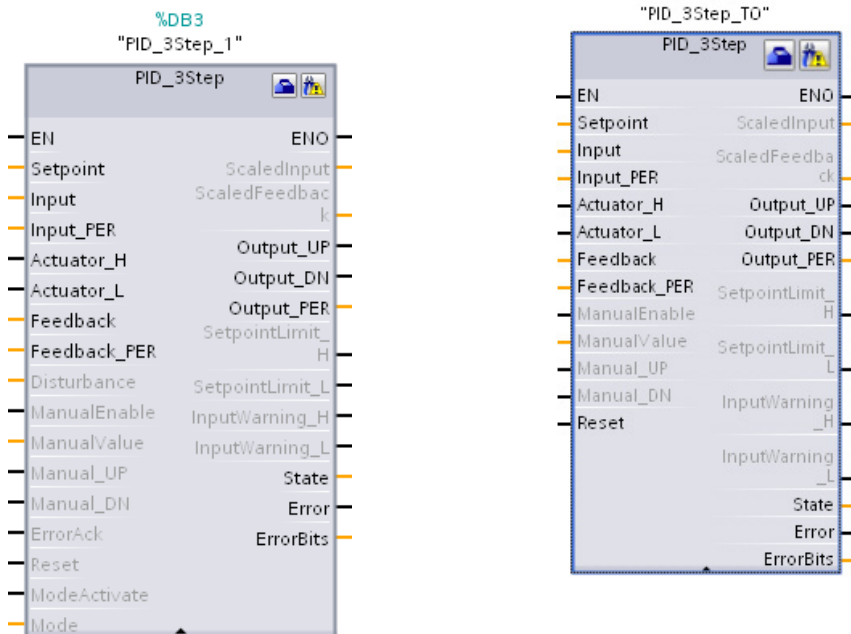 %DB3
"PID_3Step_1"
PID_3Step
EN
ENO
Setpoint
ScaledInput
Input
ScaledFeedbac
k
Input_PER
Output_UP
Actuator_H
Output_DN
Actuator_L
Output_PER
Feedback
SetpointLimit_
H
Feedback_PER
Disturbance
SetpointLimit_L
ManualEnable
InputWarning_H
ManualValue
InputWarning_L
Manual_UP
State
Manual_DN
Error
ErrorAck
ErrorBits
Reset
ModeActivate
Mode
"PID_3Step_TO"
PID_3Step
EN
ENO
Setpoint
ScaledInput
Input
ScaledFeedba
ck
Input_PER
Actuator_H
Output_UP
Actuator_L
Output_DN
Feedback
Output_PER
Feedback_PER
SetpointLimit_
H
ManualEnable
ManualValue
SetpointLimit_
L
Manual_UP
Manual_DN
InputWarning
_H
Reset
InputWarning
_L
State
Error
ErrorBits